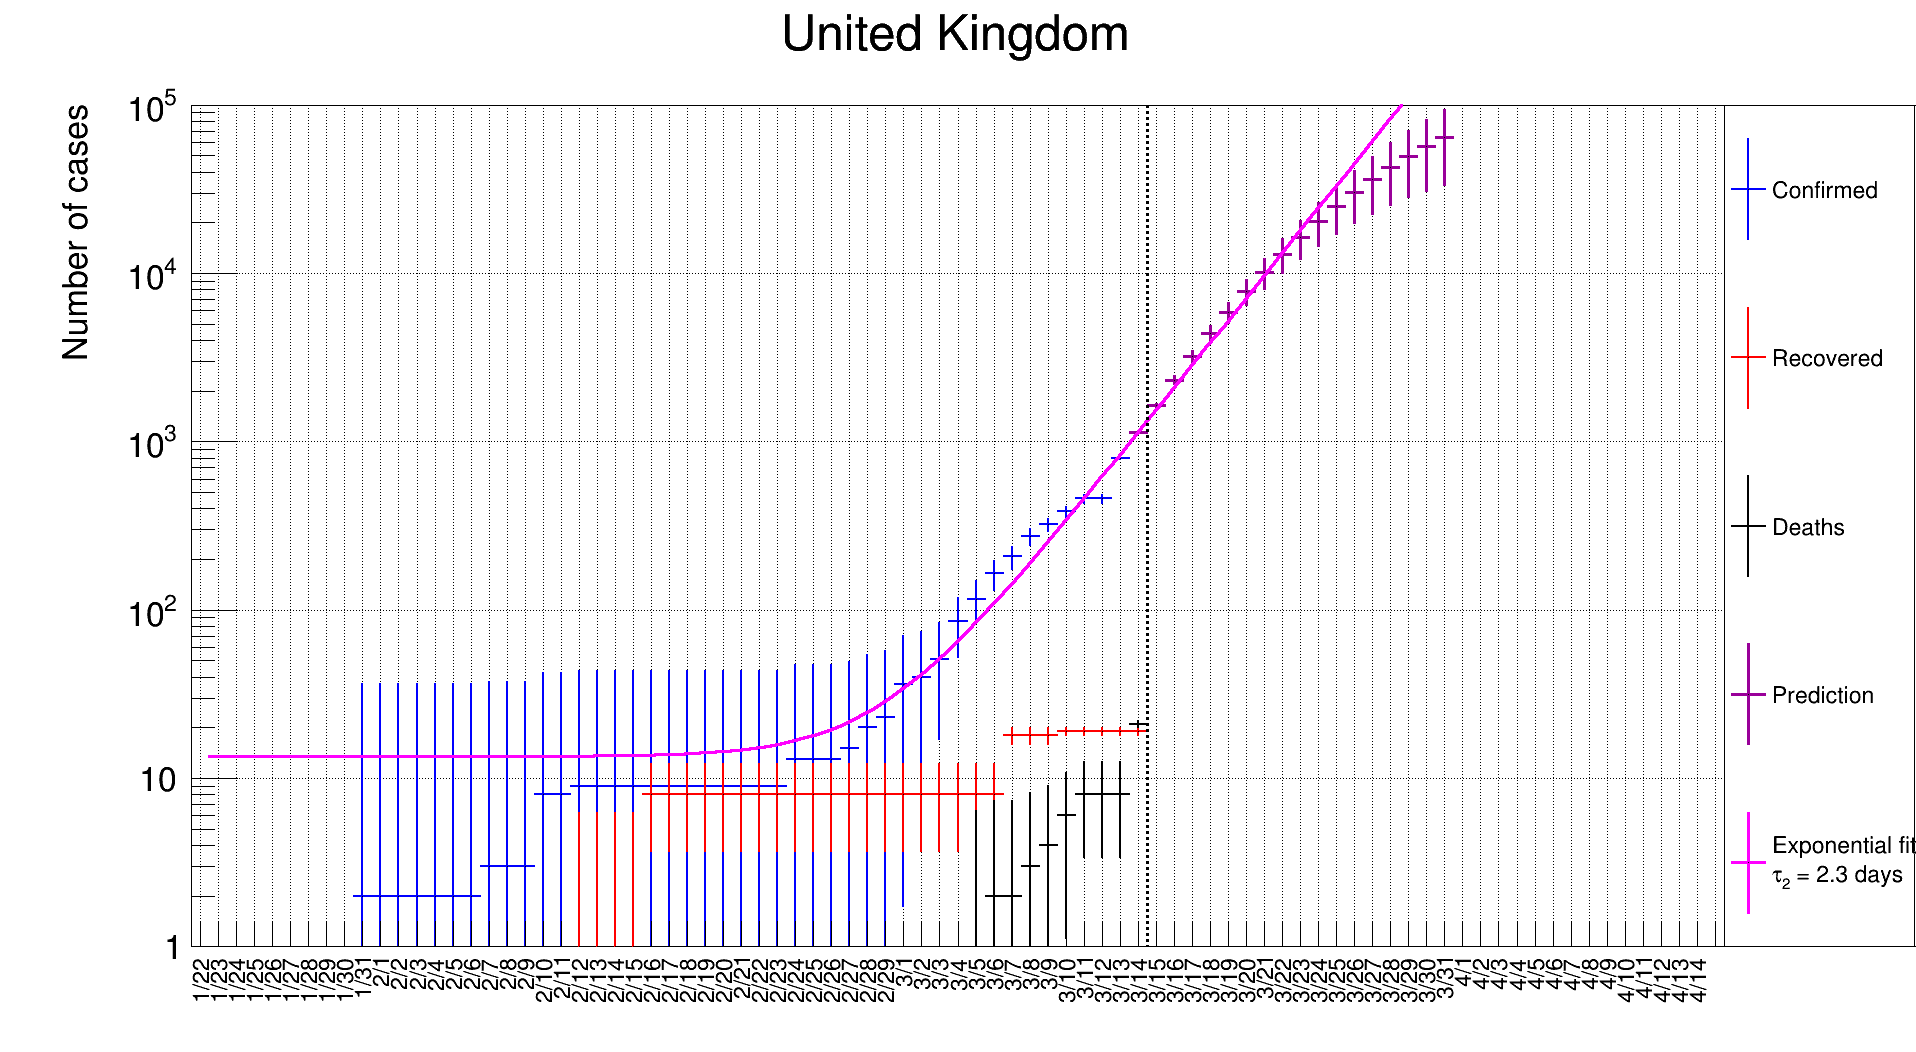 United Kingdom
Number of cases
10^5
10^4
10^3
10^2
10
1
1/22 1/23 1/24 1/25 1/26 1/27 1/28 1/29 1/30 1/31 2/1 2/2 2/3 2/4 2/5 2/6 2/7 2/8 2/9 2/10 2/11 2/12 2/13 2/14 2/15 2/16 2/17 2/18 2/19 2/20 2/21 2/22 2/23 2/24 2/25 2/26 2/27 2/28 2/29 3/1 3/2 3/3 3/4 3/5 3/6 3/7 3/8 3/9 3/10 3/11 3/12 3/13 3/14 3/15 3/16 3/17 3/18 3/19 3/20 3/21 3/22 3/23 3/24 3/25 3/26 3/27 3/28 3/29 3/30 3/31 4/1 4/2 4/3 4/4 4/5 4/6 4/7 4/8 4/9 4/10 4/11 4/12 4/13 4/14
Confirmed
Recovered
Deaths
Prediction
Exponential fit
τ₂ = 2.3 days